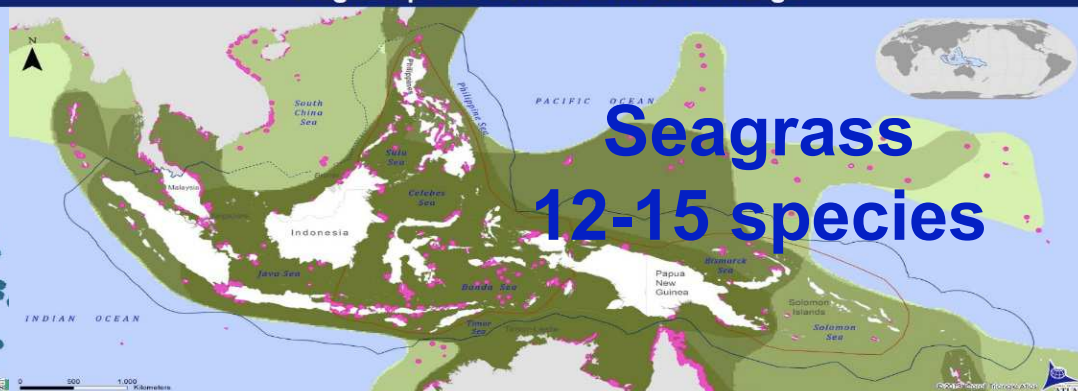 N
Philippines
South
China
Sea
Philippine Sea
PACIFIC OCEAN
Seagrass
12-15 species
Sulu
Sea
Malaysia
Celebes
Sea
Indonesia
Bismarck
Sea
Java Sea
Banda Sea
Papua
New
Guinea
Solomon
Islands
INDIAN OCEAN
Timor
Sea
Solomon
Sea
0 500 1,000
Kilometers